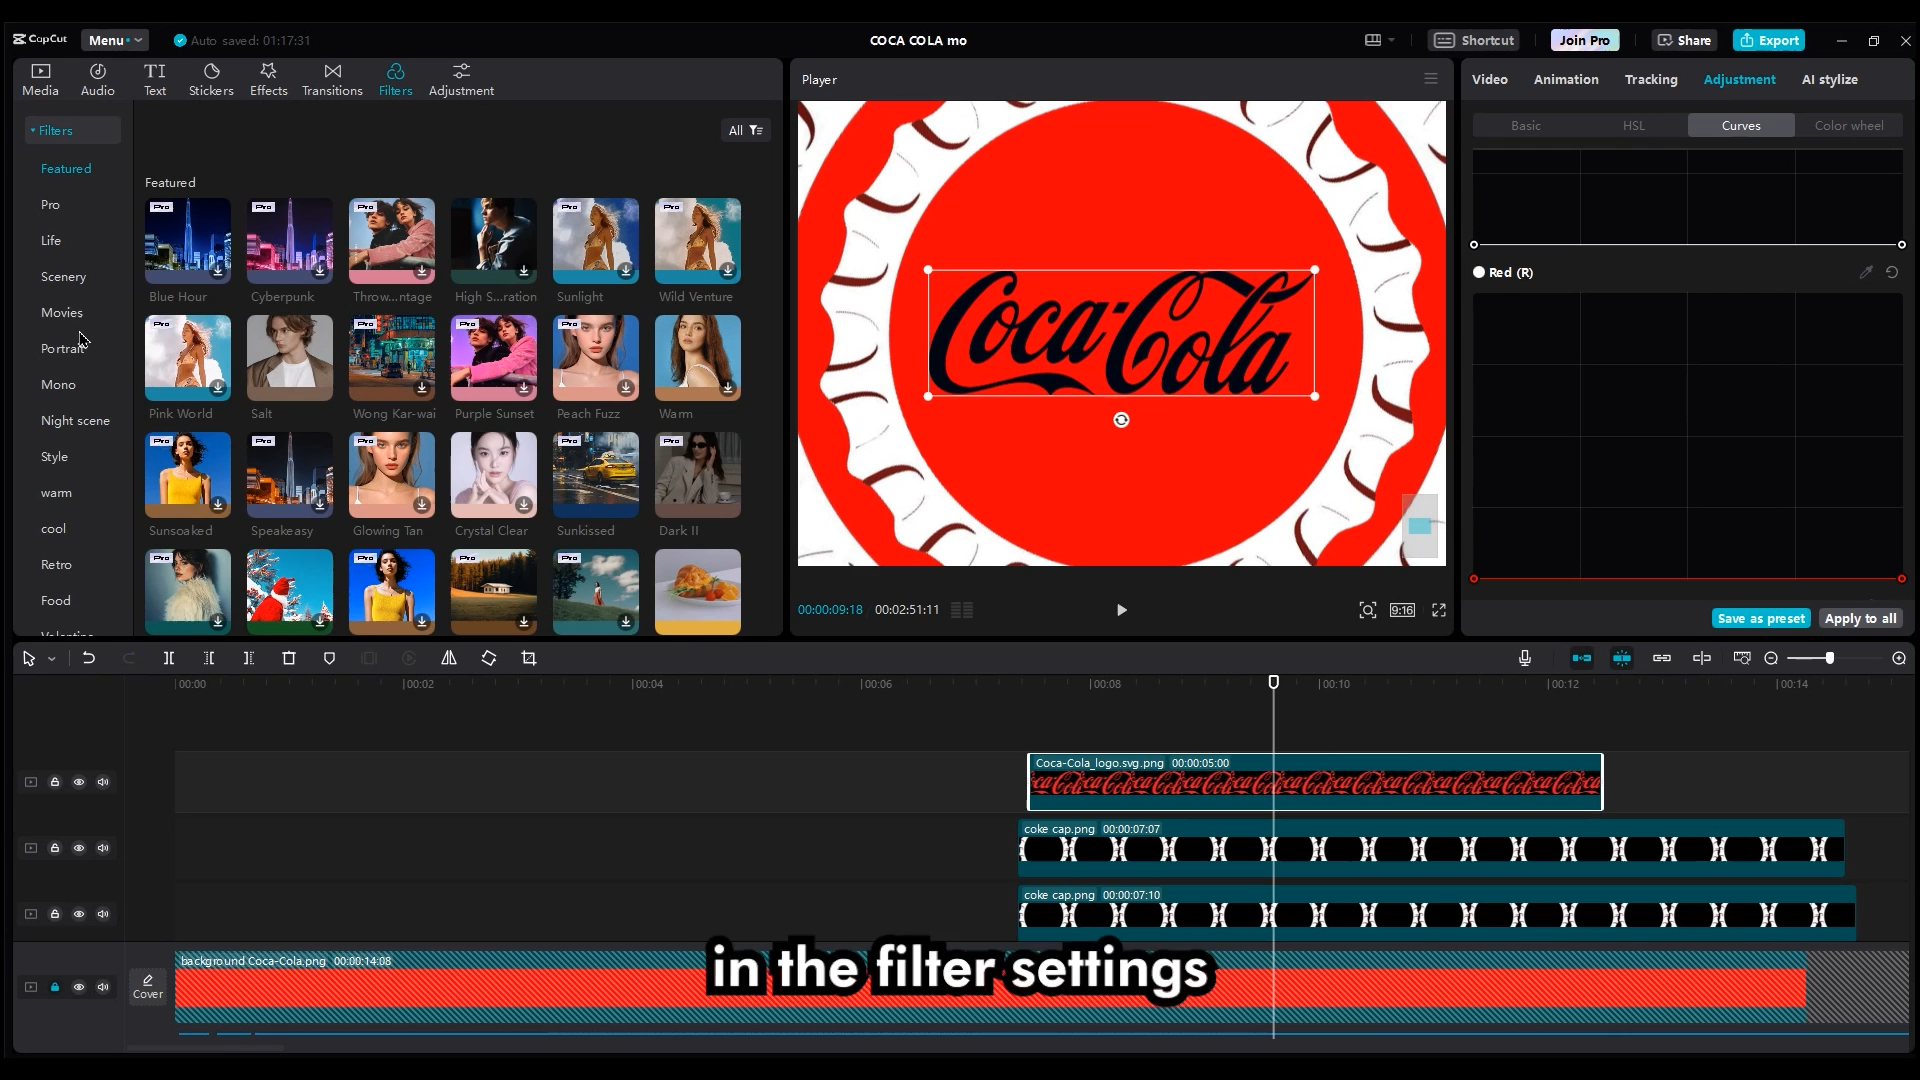 CapCut
Menu
Auto saved: 01:17:31
COCA COLA mo
Shortcut
Join Pro
Share
Export
Media
Audio
Text
Stickers
Effects
Transitions
Filters
Adjustment
Filters
Featured
Pro
Life
Scenery
Movies
Portrait
Mono
Night scene
Style
warm
cool
Retro
Food
Valentine
All
Featured
Pro
Pro
Pro
Pro
Pro
Blue Hour
Cyberpunk
Throw...ntage
High S...ration
Sunlight
Wild Venture
Pro
Pro
Pro
Pro
Pink World
Salt
Wong Kar-wai
Purple Sunset
Peach Fuzz
Warm
Pro
Pro
Pro
Pro
Pro
Pro
Sunsoaked
Speakeasy
Glowing Tan
Crystal Clear
Sunkissed
Dark II
Pro
Pro
Pro
Pro
Player
Coca-Cola
00:00:09:18
00:02:51:11
9:16
Video
Animation
Tracking
Adjustment
AI stylize
Basic
HSL
Curves
Color wheel
Red (R)
Save as preset
Apply to all
00:00
00:02
00:04
00:06
00:08
00:10
00:12
00:14
Coca-Cola_logo.svg.png 00:00:05:00
coke cap.png 00:00:07:07
coke cap.png 00:00:07:10
Cover
background Coca-Cola.png 00:00:14:08
in the filter settings